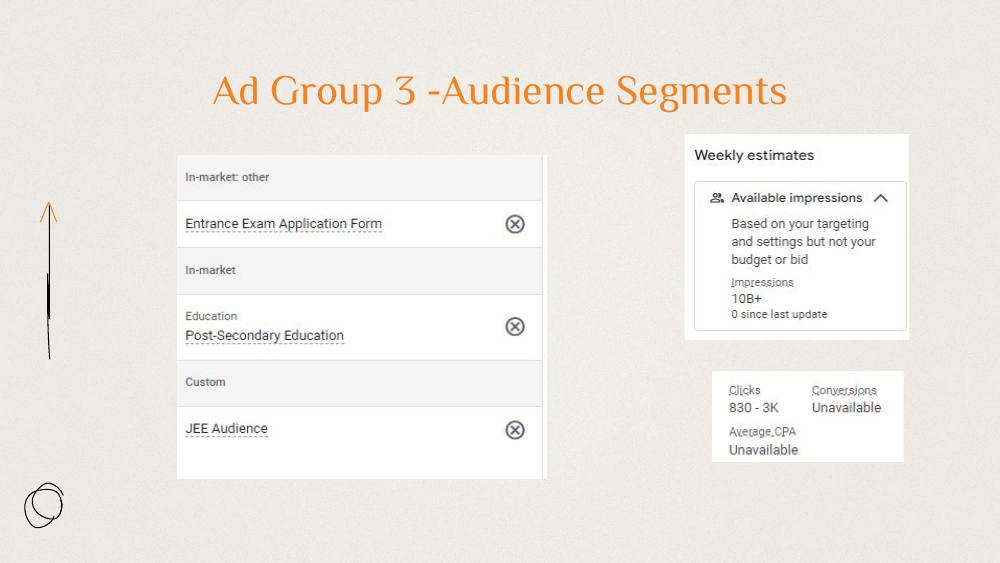 Ad Group 3 -Audience Segments
In-market: other
Entrance Exam Application Form
In-market
Education
Post-Secondary Education
Custom
JEE Audience
Weekly estimates
Available impressions
Based on your targeting
and settings but not your
budget or bid
Impressions
10B+
0 since last update
Clicks
Conversions
830 - 3K
Unavailable
Average CPA
Unavailable